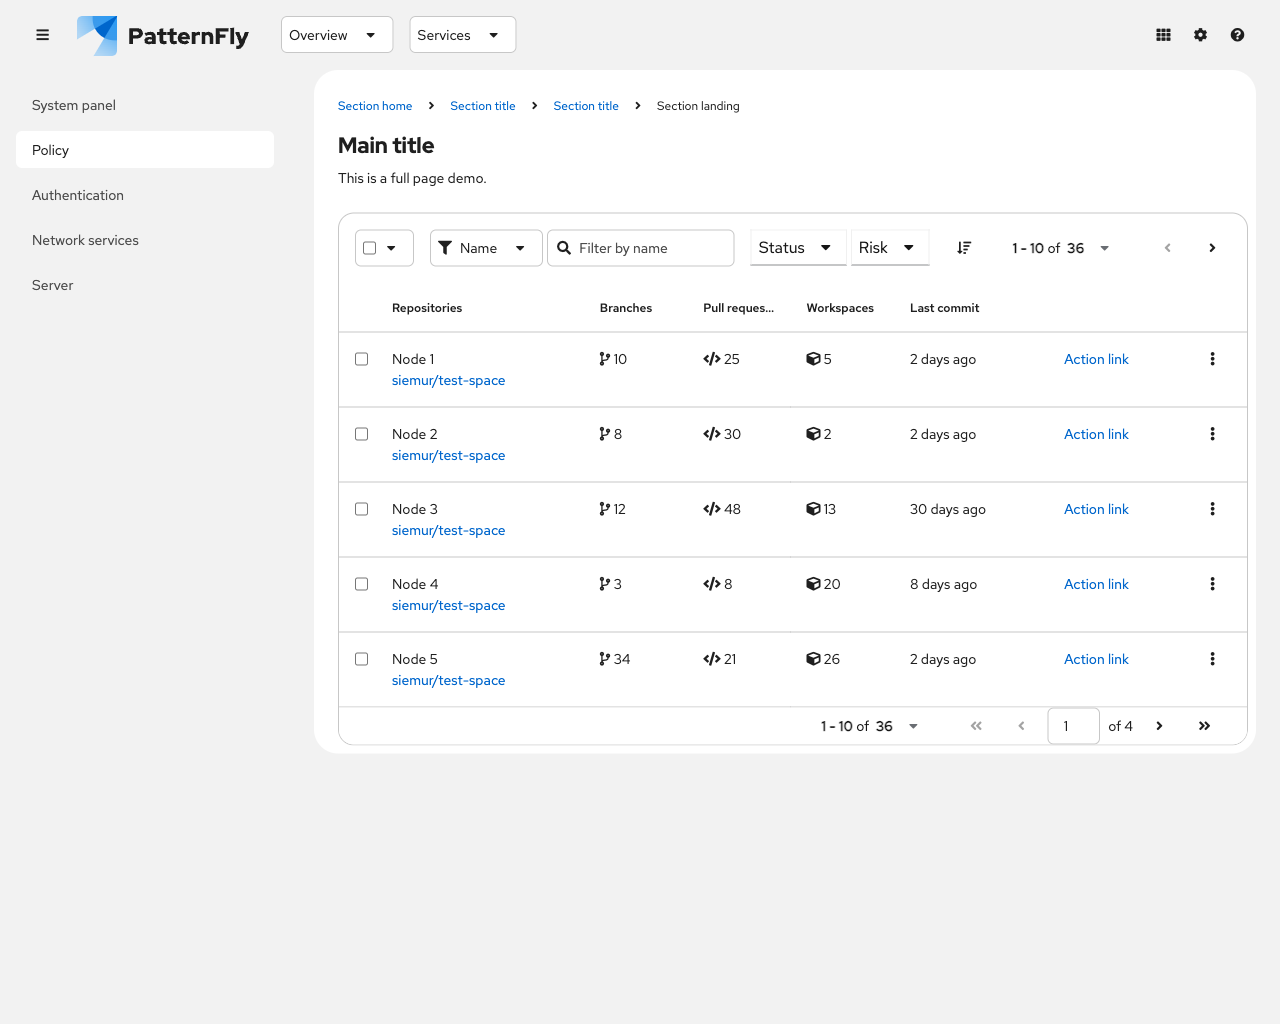 PatternFly Overview Services
System panel
Policy
Authentication
Network services
Server
Section home Section title Section title Section landing
Main title
This is a full page demo.
Name Filter by name Status Risk 1 - 10 of 36
Repositories Branches Pull reques... Workspaces Last commit
Node 1 10 25 5 2 days ago Action link
siemur/test-space
Node 2 8 30 2 2 days ago Action link
siemur/test-space
Node 3 12 48 13 30 days ago Action link
siemur/test-space
Node 4 3 8 20 8 days ago Action link
siemur/test-space
Node 5 34 21 26 2 days ago Action link
siemur/test-space
1 - 10 of 36 1 of 4